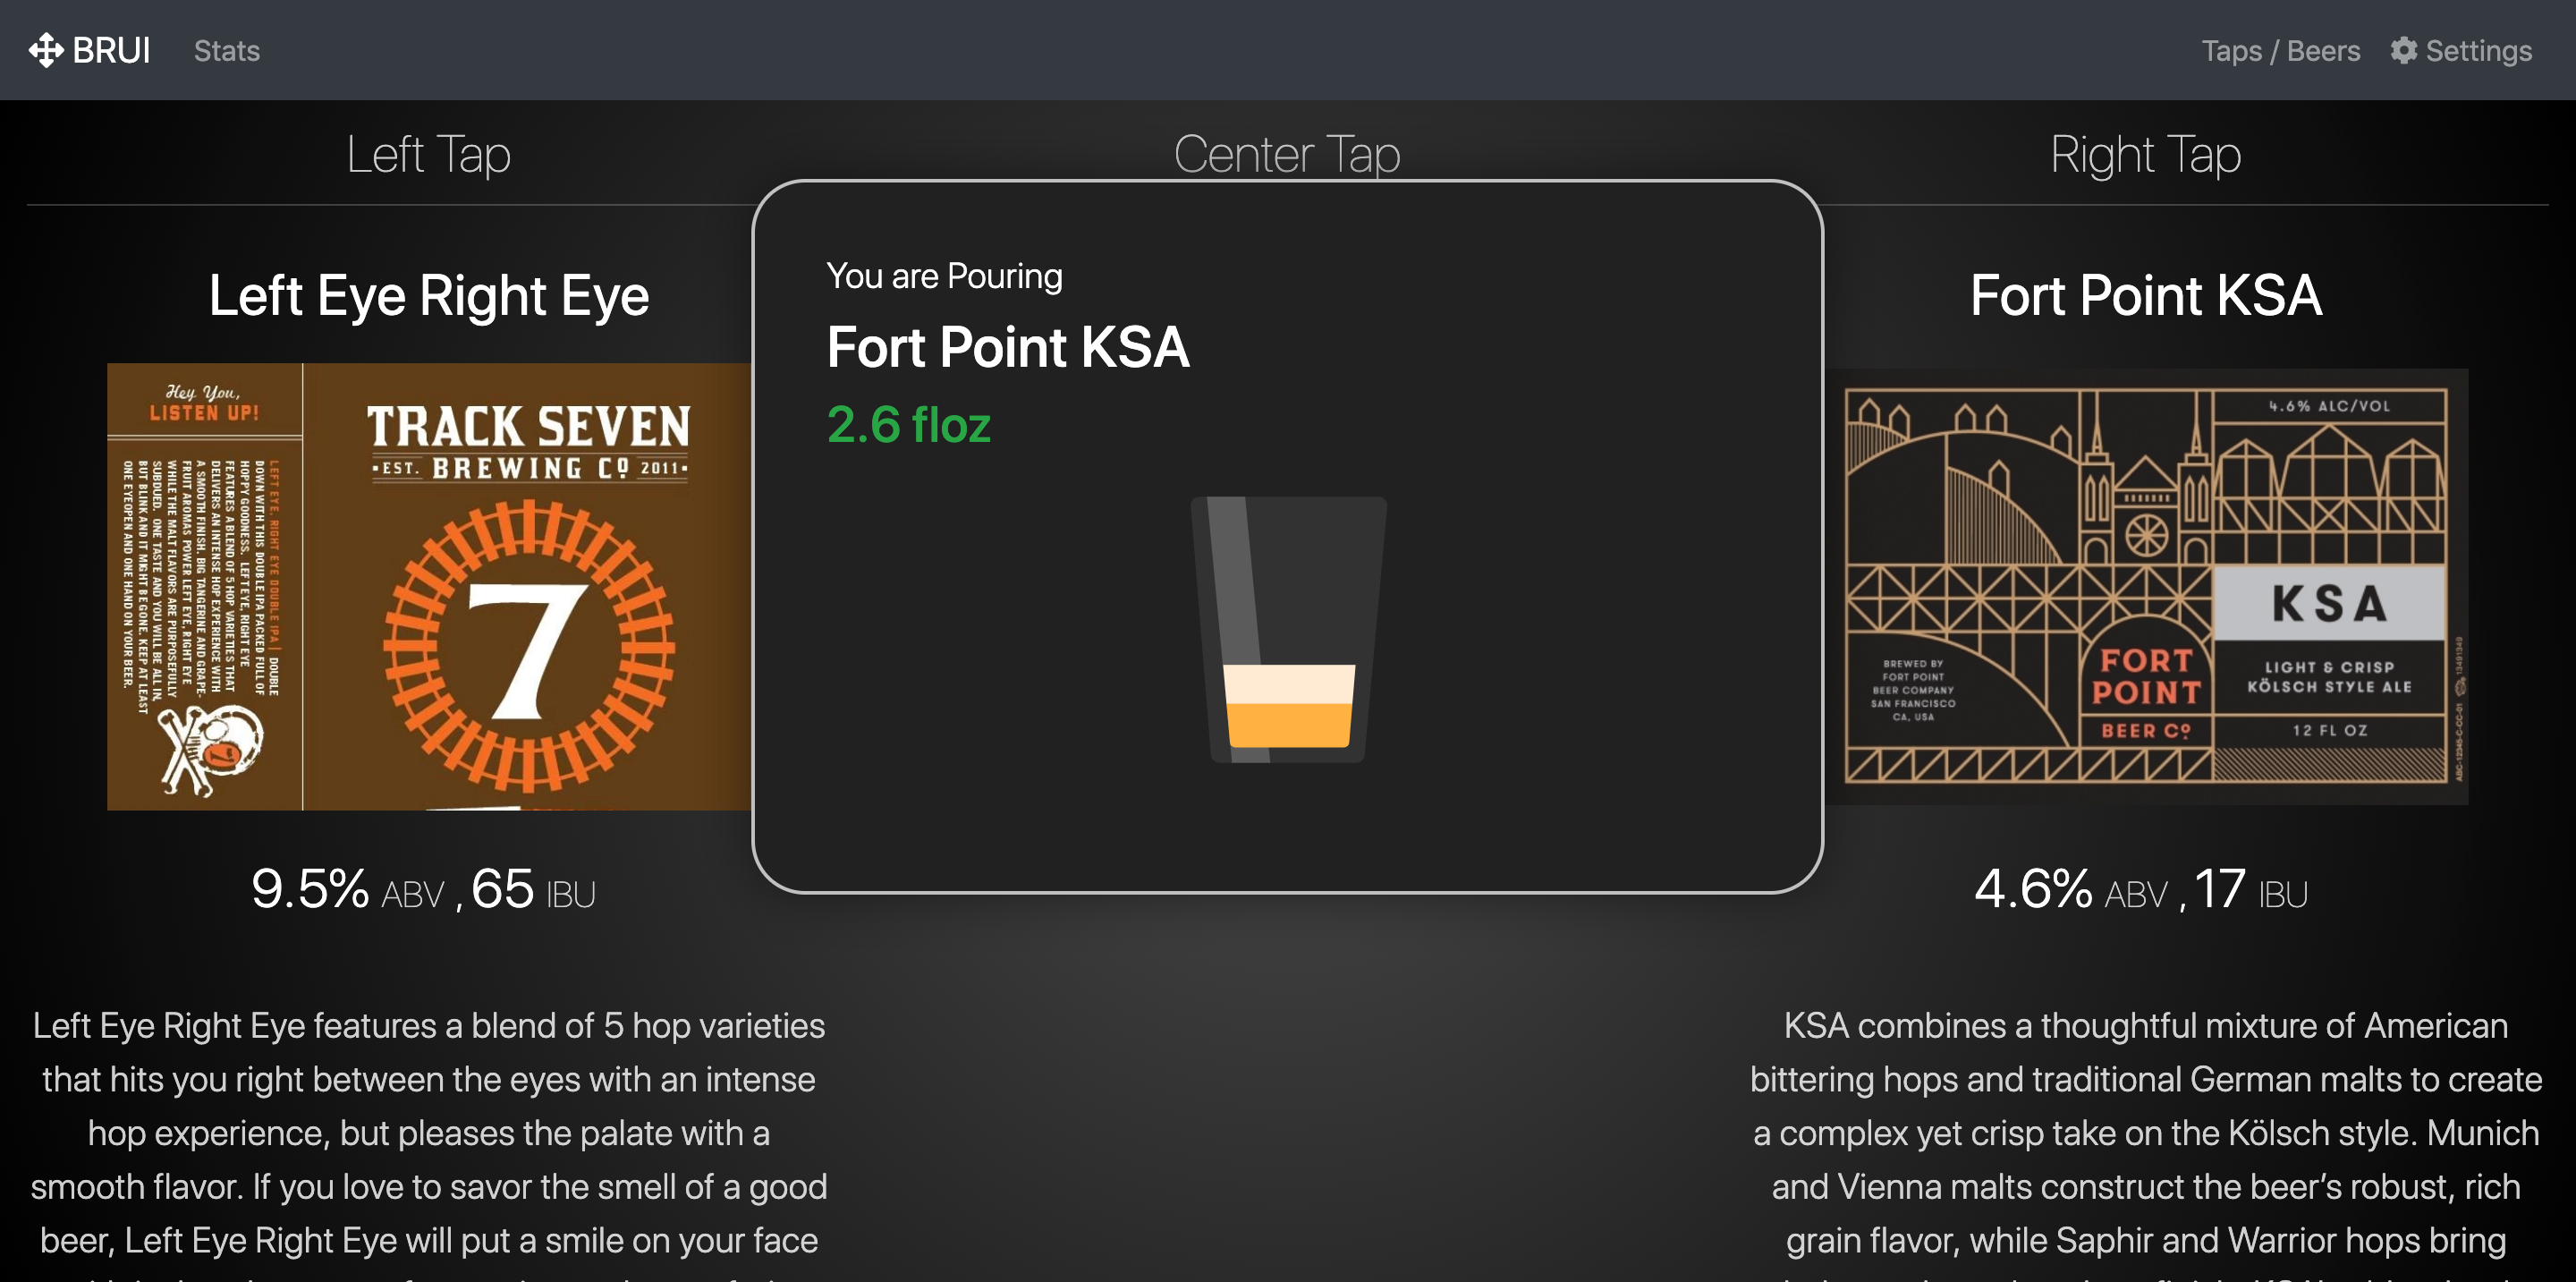 BRUI Stats Taps / Beers Settings
Left Tap
Center Tap
Right Tap
Left Eye Right Eye
Hey You,
LISTEN UP!
LEFT EYE, RIGHT EYE DOUBLE IPA | DOUBLE
DOWN WITH THIS DOUBLE IPA PACKED FULL OF
HOPPY GOODNESS. LEFT EYE, RIGHT EYE
FEATURES A BLEND OF 5 HOP VARIETIES THAT
DELIVERS AN INTENSE HOP EXPERIENCE WITH
A SMOOTH FINISH. BIG TANGERINE AND GRAPE-
FRUIT AROMAS POWER LEFT EYE, RIGHT EYE
WHILE THE MALT FLAVORS ARE PURPOSEFULLY
SUBDUED. ONE TASTE AND YOU WILL BE ALL IN.
BUT BLINK AND IT MIGHT BE GONE. KEEP AT LEAST
ONE EYE OPEN AND ONE HAND ON YOUR BEER.
TRACK SEVEN
•EST. BREWING Cº 2011•
7
9.5% ABV , 65 IBU
Left Eye Right Eye features a blend of 5 hop varieties
that hits you right between the eyes with an intense
hop experience, but pleases the palate with a
smooth flavor. If you love to savor the smell of a good
beer, Left Eye Right Eye will put a smile on your face
You are Pouring
Fort Point KSA
2.6 floz
Fort Point KSA
4.6% ALC/VOL
KSA
LIGHT & CRISP
KÖLSCH STYLE ALE
12 FL OZ
BREWED BY
FORT POINT
BEER COMPANY
SAN FRANCISCO
CA, USA
FORT
POINT
BEER Cº
4.6% ABV , 17 IBU
KSA combines a thoughtful mixture of American
bittering hops and traditional German malts to create
a complex yet crisp take on the Kölsch style. Munich
and Vienna malts construct the beer’s robust, rich
grain flavor, while Saphir and Warrior hops bring